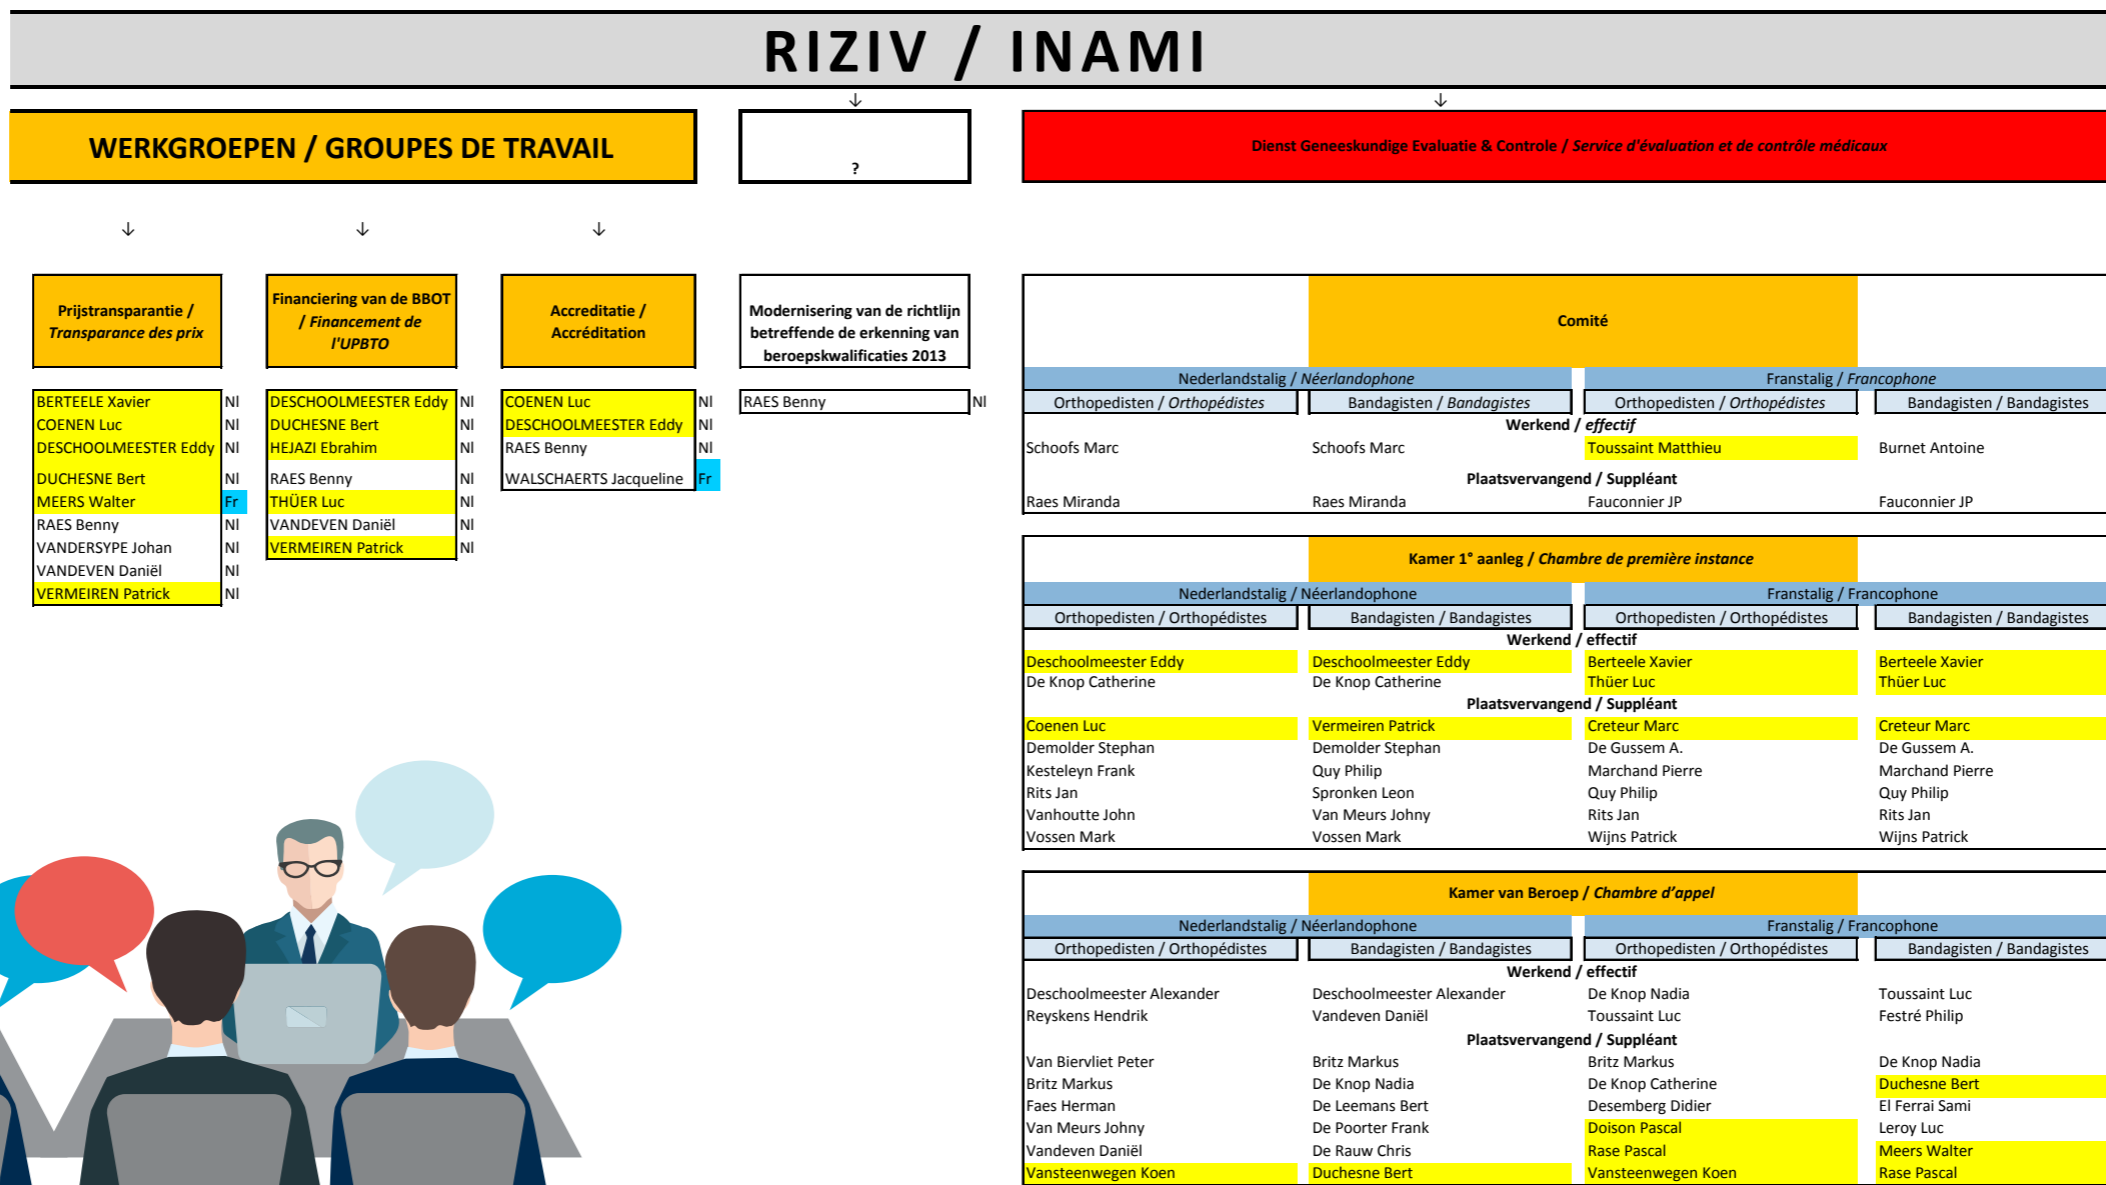 RIZIV / INAMI
↓ ↓
WERKGROEPEN / GROUPES DE TRAVAIL
?
Dienst Geneeskundige Evaluatie & Controle / Service d'évaluation et de contrôle médicaux
↓ ↓ ↓
Prijstransparantie /
Transparance des prix
BERTEELE Xavier Nl
COENEN Luc Nl
DESCHOOLMEESTER Eddy Nl
DUCHESNE Bert Nl
MEERS Walter Fr
RAES Benny Nl
VANDERSYPE Johan Nl
VANDEVEN Daniël Nl
VERMEIREN Patrick Nl
Financiering van de BBOT
/ Financement de
l'UPBTO
DESCHOOLMEESTER Eddy Nl
DUCHESNE Bert Nl
HEJAZI Ebrahim Nl
RAES Benny Nl
THÜER Luc Nl
VANDEVEN Daniël Nl
VERMEIREN Patrick Nl
Accreditatie /
Accréditation
COENEN Luc Nl
DESCHOOLMEESTER Eddy Nl
RAES Benny Nl
WALSCHAERTS Jacqueline Fr
Modernisering van de richtlijn
betreffende de erkenning van
beroepskwalificaties 2013
RAES Benny Nl
Comité
Nederlandstalig / Néerlandophone Franstalig / Francophone
Orthopedisten / Orthopédistes Bandagisten / Bandagistes Orthopedisten / Orthopédistes Bandagisten / Bandagistes
Werkend / effectif
Schoofs Marc Schoofs Marc Toussaint Matthieu Burnet Antoine
Plaatsvervangend / Suppléant
Raes Miranda Raes Miranda Fauconnier JP Fauconnier JP
Kamer 1° aanleg / Chambre de première instance
Nederlandstalig / Néerlandophone Franstalig / Francophone
Orthopedisten / Orthopédistes Bandagisten / Bandagistes Orthopedisten / Orthopédistes Bandagisten / Bandagistes
Werkend / effectif
Deschoolmeester Eddy Deschoolmeester Eddy Berteele Xavier Berteele Xavier
De Knop Catherine De Knop Catherine Thüer Luc Thüer Luc
Plaatsvervangend / Suppléant
Coenen Luc Vermeiren Patrick Creteur Marc Creteur Marc
Demolder Stephan Demolder Stephan De Gussem A. De Gussem A.
Kesteleyn Frank Quy Philip Marchand Pierre Marchand Pierre
Rits Jan Spronken Leon Quy Philip Quy Philip
Vanhoutte John Van Meurs Johny Rits Jan Rits Jan
Vossen Mark Vossen Mark Wijns Patrick Wijns Patrick
Kamer van Beroep / Chambre d’appel
Nederlandstalig / Néerlandophone Franstalig / Francophone
Orthopedisten / Orthopédistes Bandagisten / Bandagistes Orthopedisten / Orthopédistes Bandagisten / Bandagistes
Werkend / effectif
Deschoolmeester Alexander Deschoolmeester Alexander De Knop Nadia Toussaint Luc
Reyskens Hendrik Vandeven Daniël Toussaint Luc Festré Philip
Plaatsvervangend / Suppléant
Van Biervliet Peter Britz Markus Britz Markus De Knop Nadia
Britz Markus De Knop Nadia De Knop Catherine Duchesne Bert
Faes Herman De Leemans Bert Desemberg Didier El Ferrai Sami
Van Meurs Johny De Poorter Frank Doison Pascal Leroy Luc
Vandeven Daniël De Rauw Chris Rase Pascal Meers Walter
Vansteenwegen Koen Duchesne Bert Vansteenwegen Koen Rase Pascal